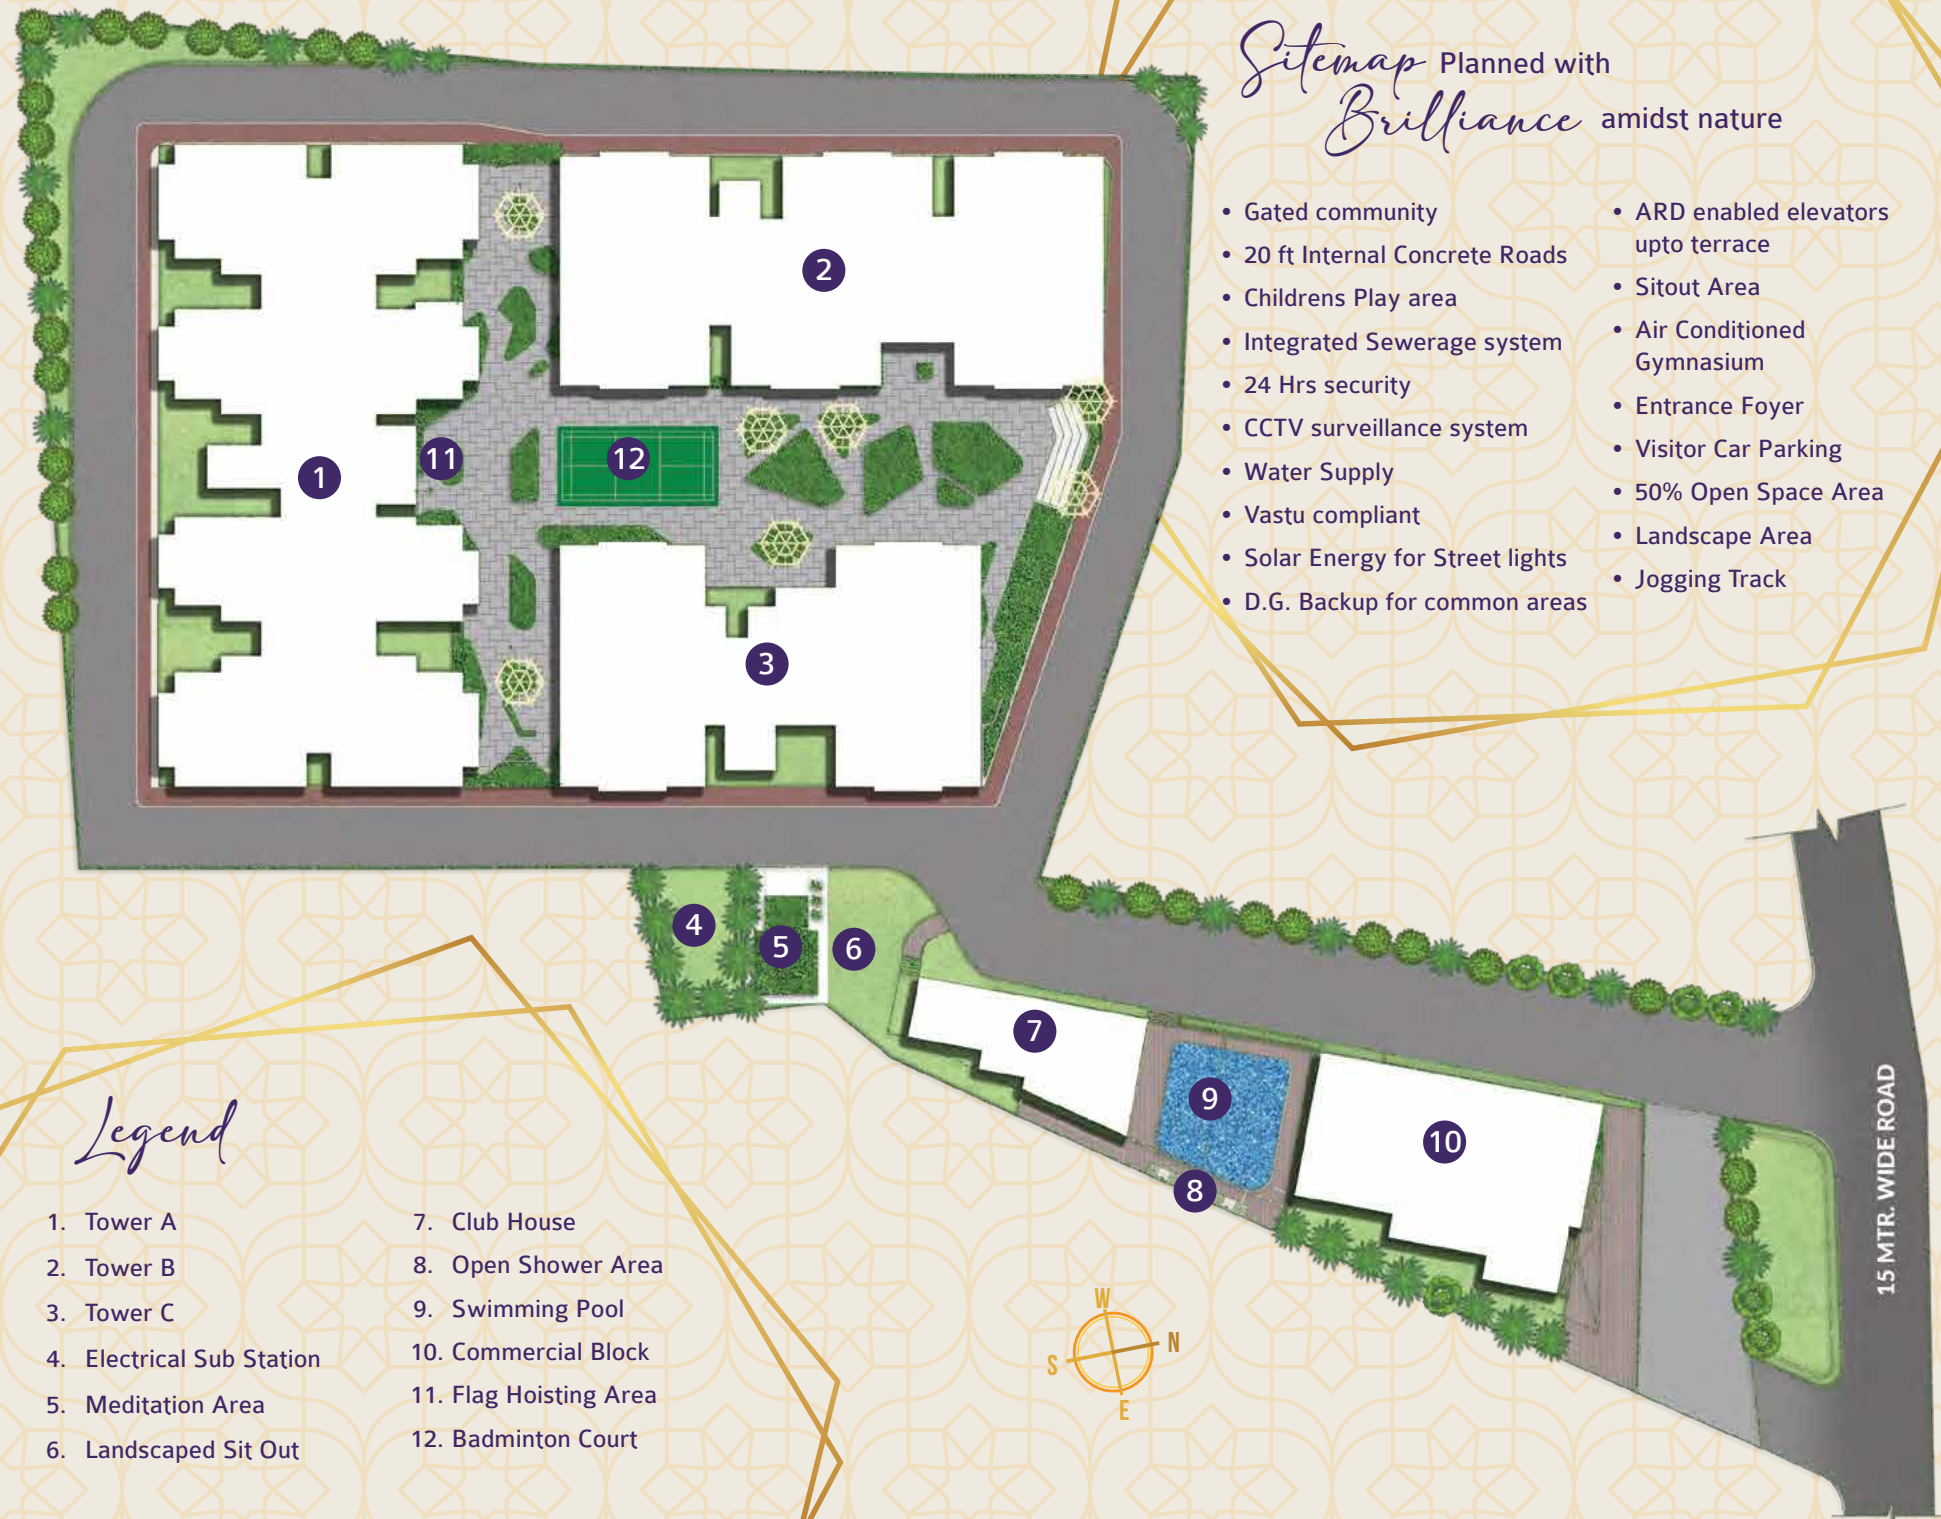 Sitemap Planned with
Brilliance amidst nature
• Gated community
• 20 ft Internal Concrete Roads
• Childrens Play area
• Integrated Sewerage system
• 24 Hrs security
• CCTV surveillance system
• Water Supply
• Vastu compliant
• Solar Energy for Street lights
• D.G. Backup for common areas
• ARD enabled elevators
upto terrace
• Sitout Area
• Air Conditioned
Gymnasium
• Entrance Foyer
• Visitor Car Parking
• 50% Open Space Area
• Landscape Area
• Jogging Track
1
2
3
4
5
6
7
8
9
10
11
12
15 MTR. WIDE ROAD
W
N
S
E
Legend
1. Tower A
2. Tower B
3. Tower C
4. Electrical Sub Station
5. Meditation Area
6. Landscaped Sit Out
7. Club House
8. Open Shower Area
9. Swimming Pool
10. Commercial Block
11. Flag Hoisting Area
12. Badminton Court